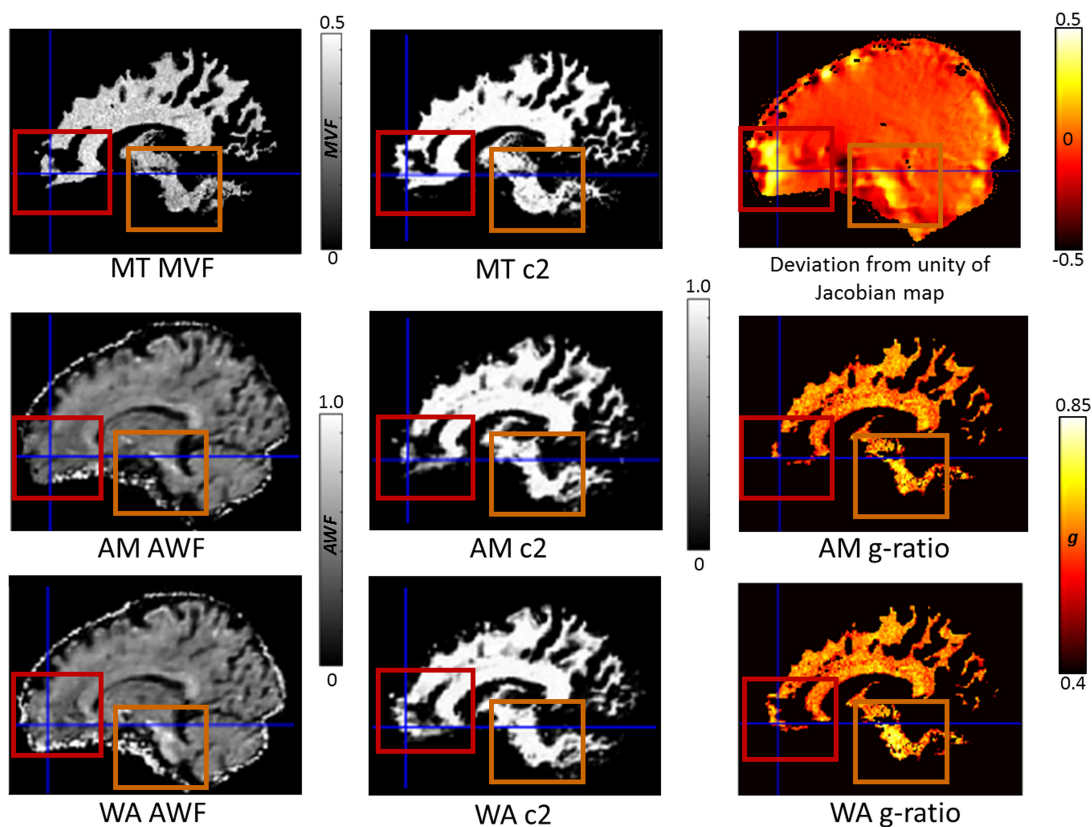 0.5
MVF
0
MT MVF
MT c2
0.5
0
-0.5
Deviation from unity of
Jacobian map
1.0
AWF
0
AM AWF
AM c2
1.0
0
AM g-ratio
0.85
g
0.4
WA AWF
WA c2
WA g-ratio